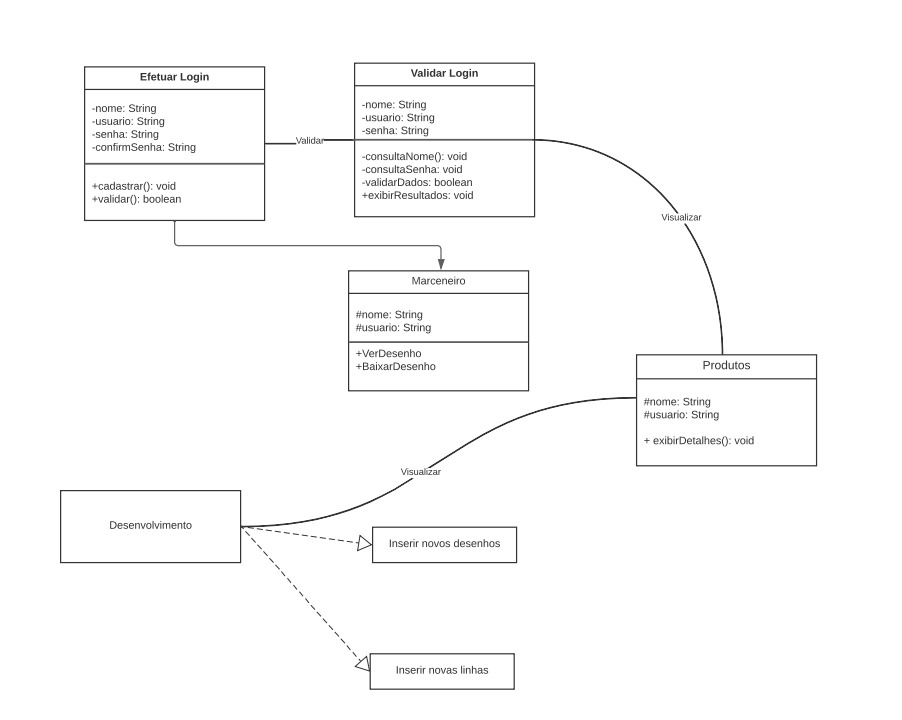 Efetuar Login
-nome: String
-usuario: String
-senha: String
-confirmSenha: String
+cadastrar(): void
+validar(): boolean
Validar
Validar Login
-nome: String
-usuario: String
-senha: String
-consultaNome(): void
-consultaSenha: void
-validarDados: boolean
+exibirResultados: void
Visualizar
Marceneiro
#nome: String
#usuario: String
+VerDesenho
+BaixarDesenho
Produtos
#nome: String
#usuario: String
+ exibirDetalhes(): void
Visualizar
Desenvolvimento
Inserir novos desenhos
Inserir novas linhas